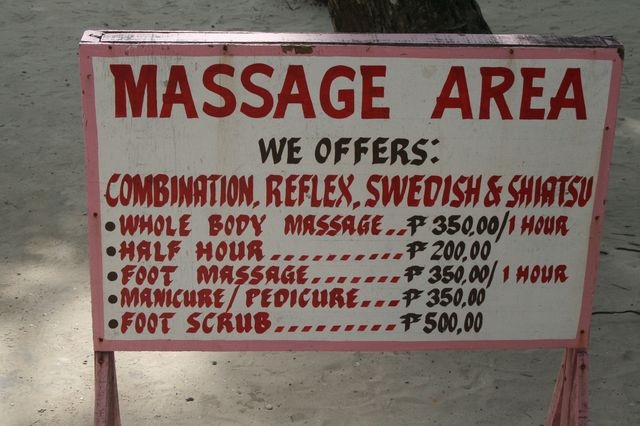 MASSAGE AREA
WE OFFERS:
COMBINATION, REFLEX, SWEDISH & SHIATSU
• WHOLE BODY MASSAGE..₱ 350,00/1 HOUR
• HALF HOUR...........₱ 200,00
• FOOT MASSAGE........₱ 350,00/ 1 HOUR
• MANICURE/PEDICURE...₱ 350,00
• FOOT SCRUB.........₱ 500,00